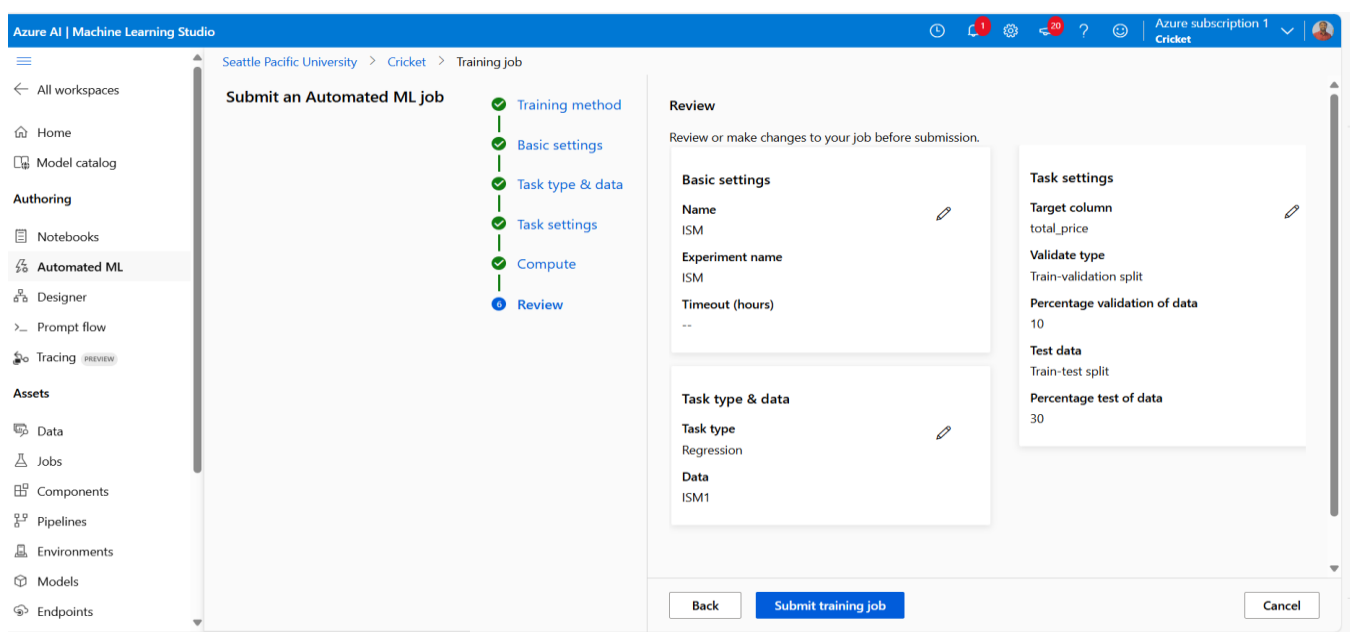 Azure AI | Machine Learning Studio
1
20
?
Azure subscription 1
Cricket
All workspaces
Home
Model catalog
Authoring
Notebooks
Automated ML
Designer
Prompt flow
Tracing PREVIEW
Assets
Data
Jobs
Components
Pipelines
Environments
Models
Endpoints
Seattle Pacific University > Cricket > Training job
Submit an Automated ML job
Training method
Basic settings
Task type & data
Task settings
Compute
6 Review
Review
Review or make changes to your job before submission.
Basic settings
Name
ISM
Experiment name
ISM
Timeout (hours)
--
Task type & data
Task type
Regression
Data
ISM1
Task settings
Target column
total_price
Validate type
Train-validation split
Percentage validation of data
10
Test data
Train-test split
Percentage test of data
30
Back
Submit training job
Cancel